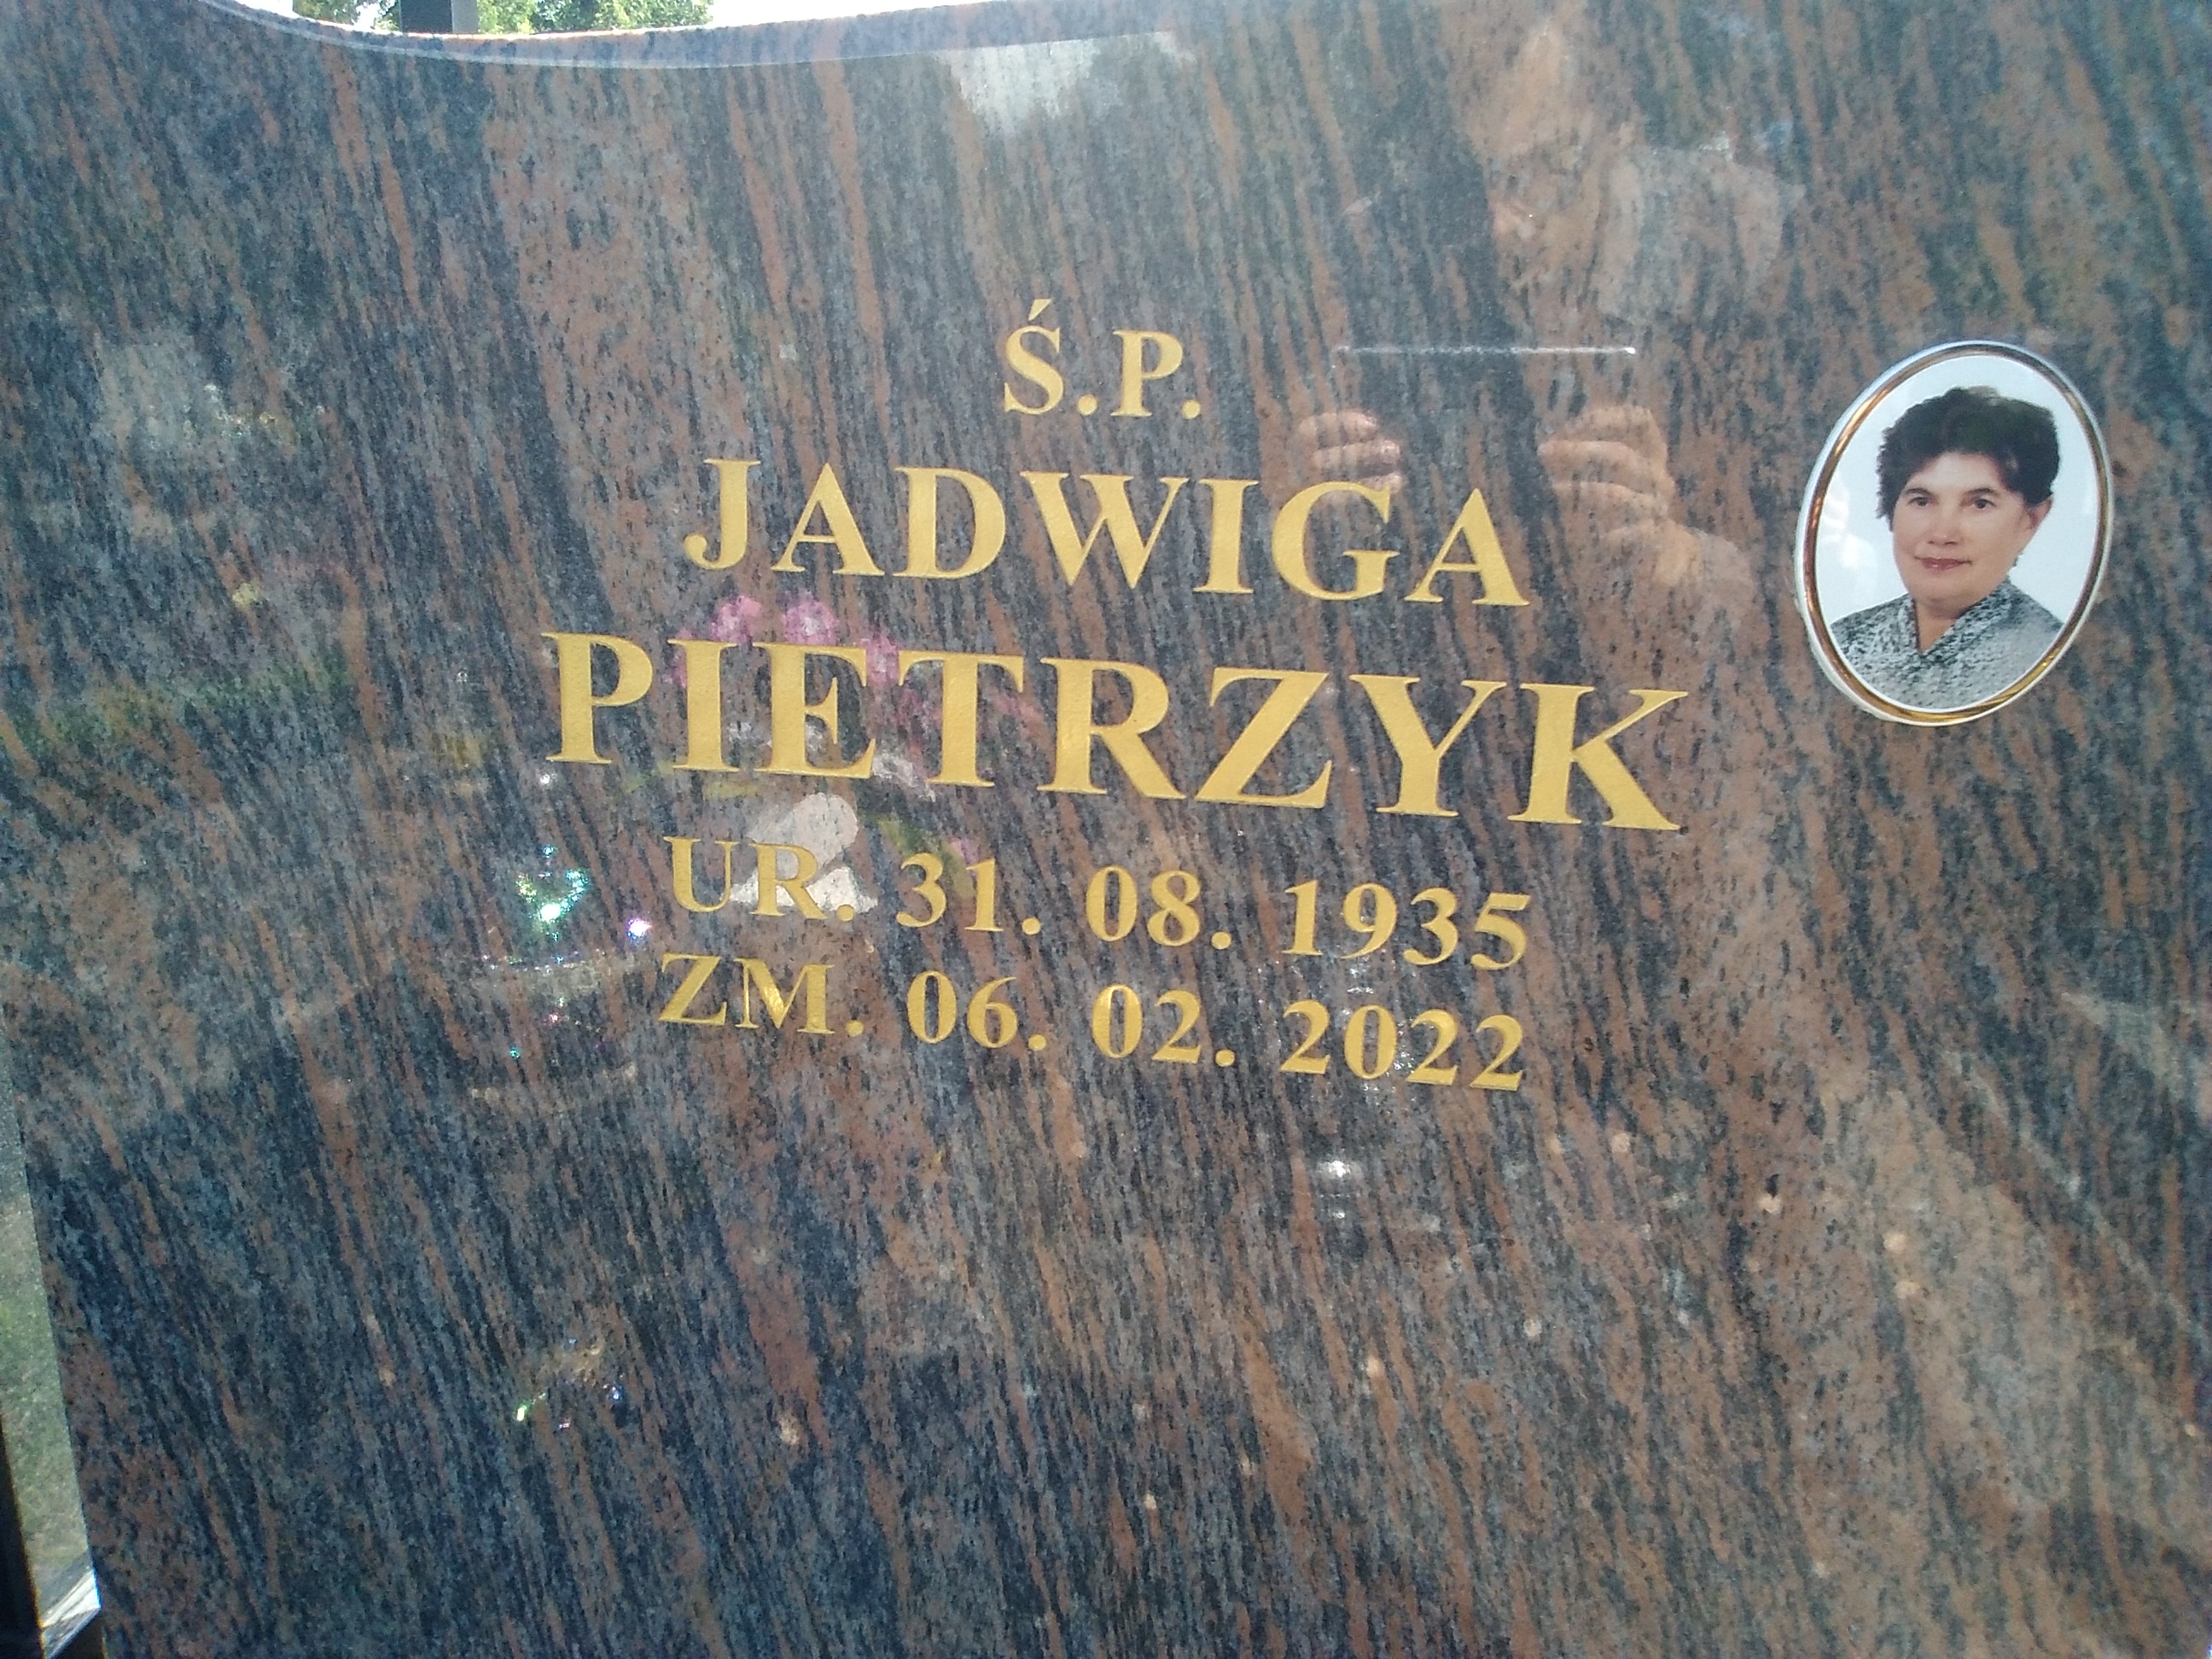 Ś.P.
JADWIGA
PIETRZYK
UR. 31. 08. 1935
ZM. 06. 02. 2022